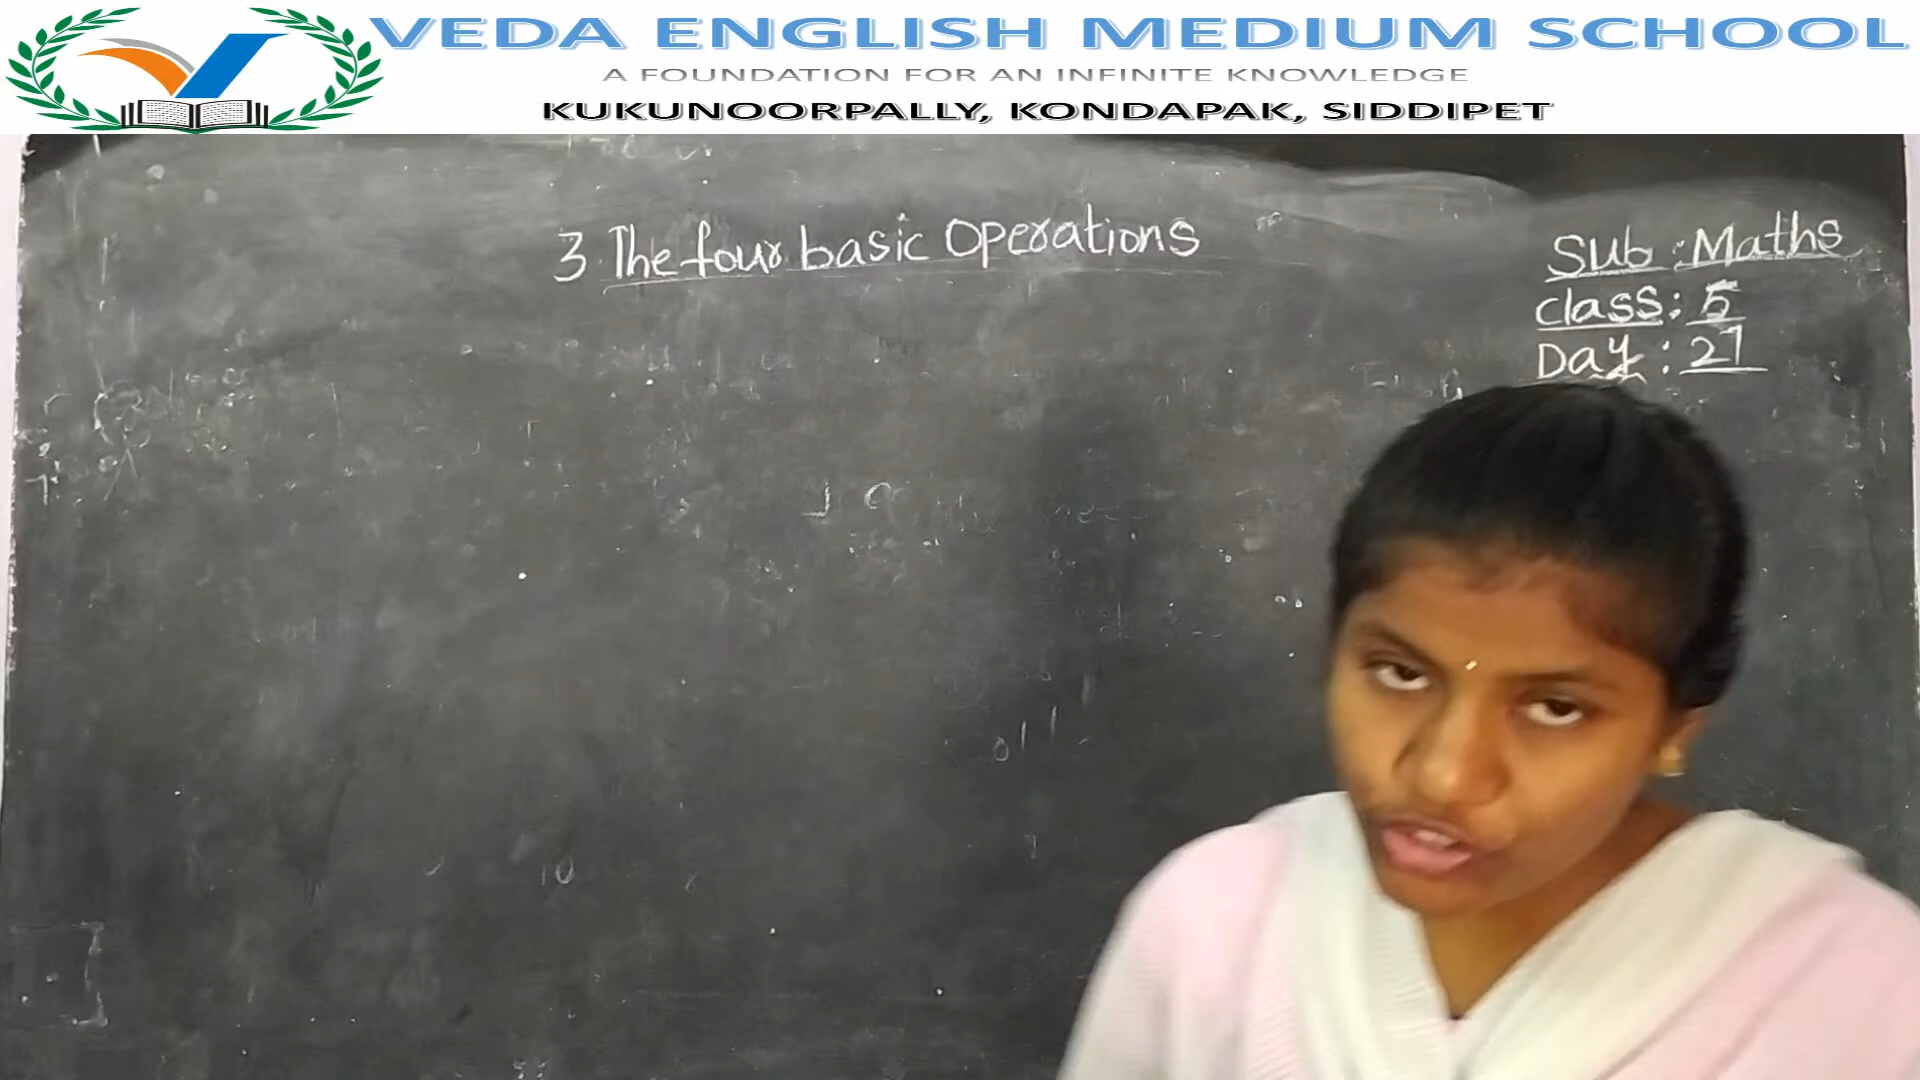 VEDA ENGLISH MEDIUM SCHOOL
A FOUNDATION FOR AN INFINITE KNOWLEDGE
KUKUNOORPALLY, KONDAPAK, SIDDIPET
3 The four basic Operations
Sub : Maths
class : 5
Day : 27